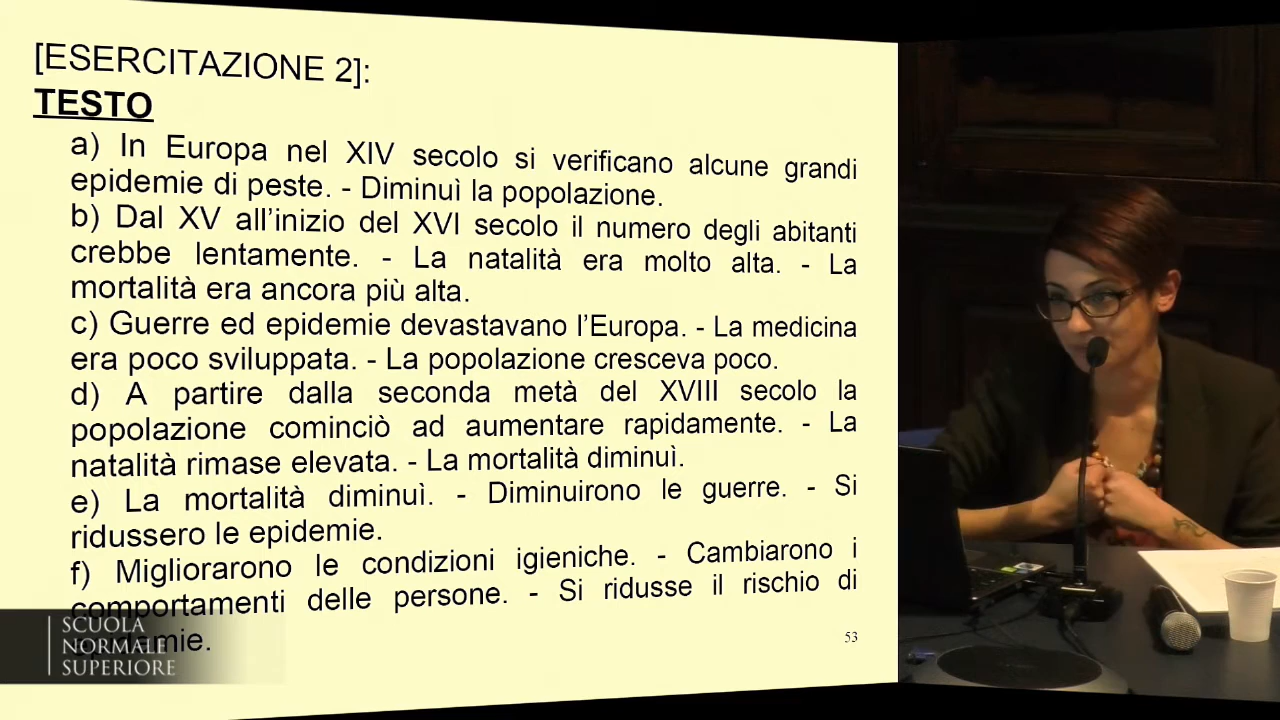 [ESERCITAZIONE 2]:
TESTO
a) In Europa nel XIV secolo si verificano alcune grandi
epidemie di peste. - Diminuì la popolazione.
b) Dal XV all’inizio del XVI secolo il numero degli abitanti
crebbe lentamente. - La natalità era molto alta. - La
mortalità era ancora più alta.
c) Guerre ed epidemie devastavano l’Europa. - La medicina
era poco sviluppata. - La popolazione cresceva poco.
d) A partire dalla seconda metà del XVIII secolo la
popolazione cominciò ad aumentare rapidamente. - La
natalità rimase elevata. - La mortalità diminuì.
e) La mortalità diminuì. - Diminuirono le guerre. - Si
ridussero le epidemie.
f) Migliorarono le condizioni igieniche. - Cambiarono i
comportamenti delle persone. - Si ridusse il rischio di
epidemie.
53
SCUOLA
NORMALE
SUPERIORE